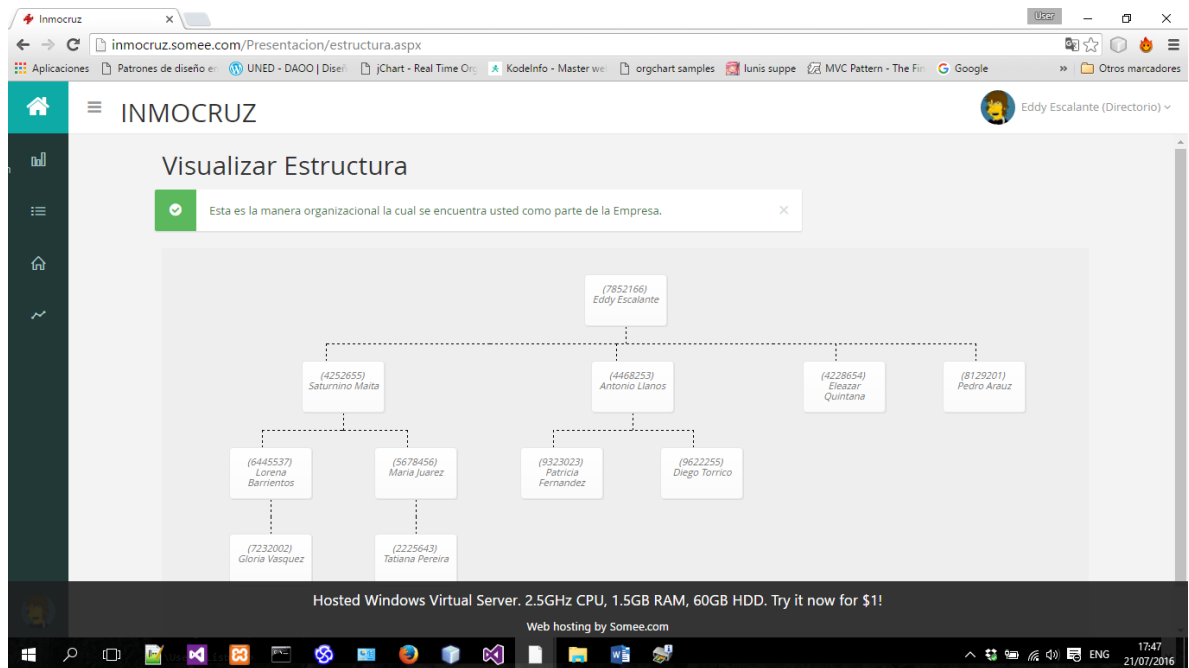 Inmocruz
User
inmocruz.somee.com/Presentacion/estructura.aspx
Aplicaciones
Patrones de diseño e
UNED - DAOO | Diseñ
jChart - Real Time Org
KodeInfo - Master we
orgchart samples
lunis suppe
MVC Pattern - The Fin
Google
»
Otros marcadores
INMOCRUZ
Eddy Escalante (Directorio)
Visualizar Estructura
Esta es la manera organizacional la cual se encuentra usted como parte de la Empresa.
(7852166)
Eddy Escalante
(4252655)
Saturnino Maita
(4468253)
Antonio Llanos
(4228654)
Eleazar
Quintana
(8129201)
Pedro Arauz
(6445537)
Lorena
Barrientos
(5678456)
Maria Juarez
(9323023)
Patricia
Fernandez
(9622255)
Diego Torrico
(7232002)
Gloria Vasquez
(2225643)
Tatiana Pereira
Hosted Windows Virtual Server. 2.5GHz CPU, 1.5GB RAM, 60GB HDD. Try it now for $1!
Web hosting by Somee.com
ENG
17:47
21/07/2016